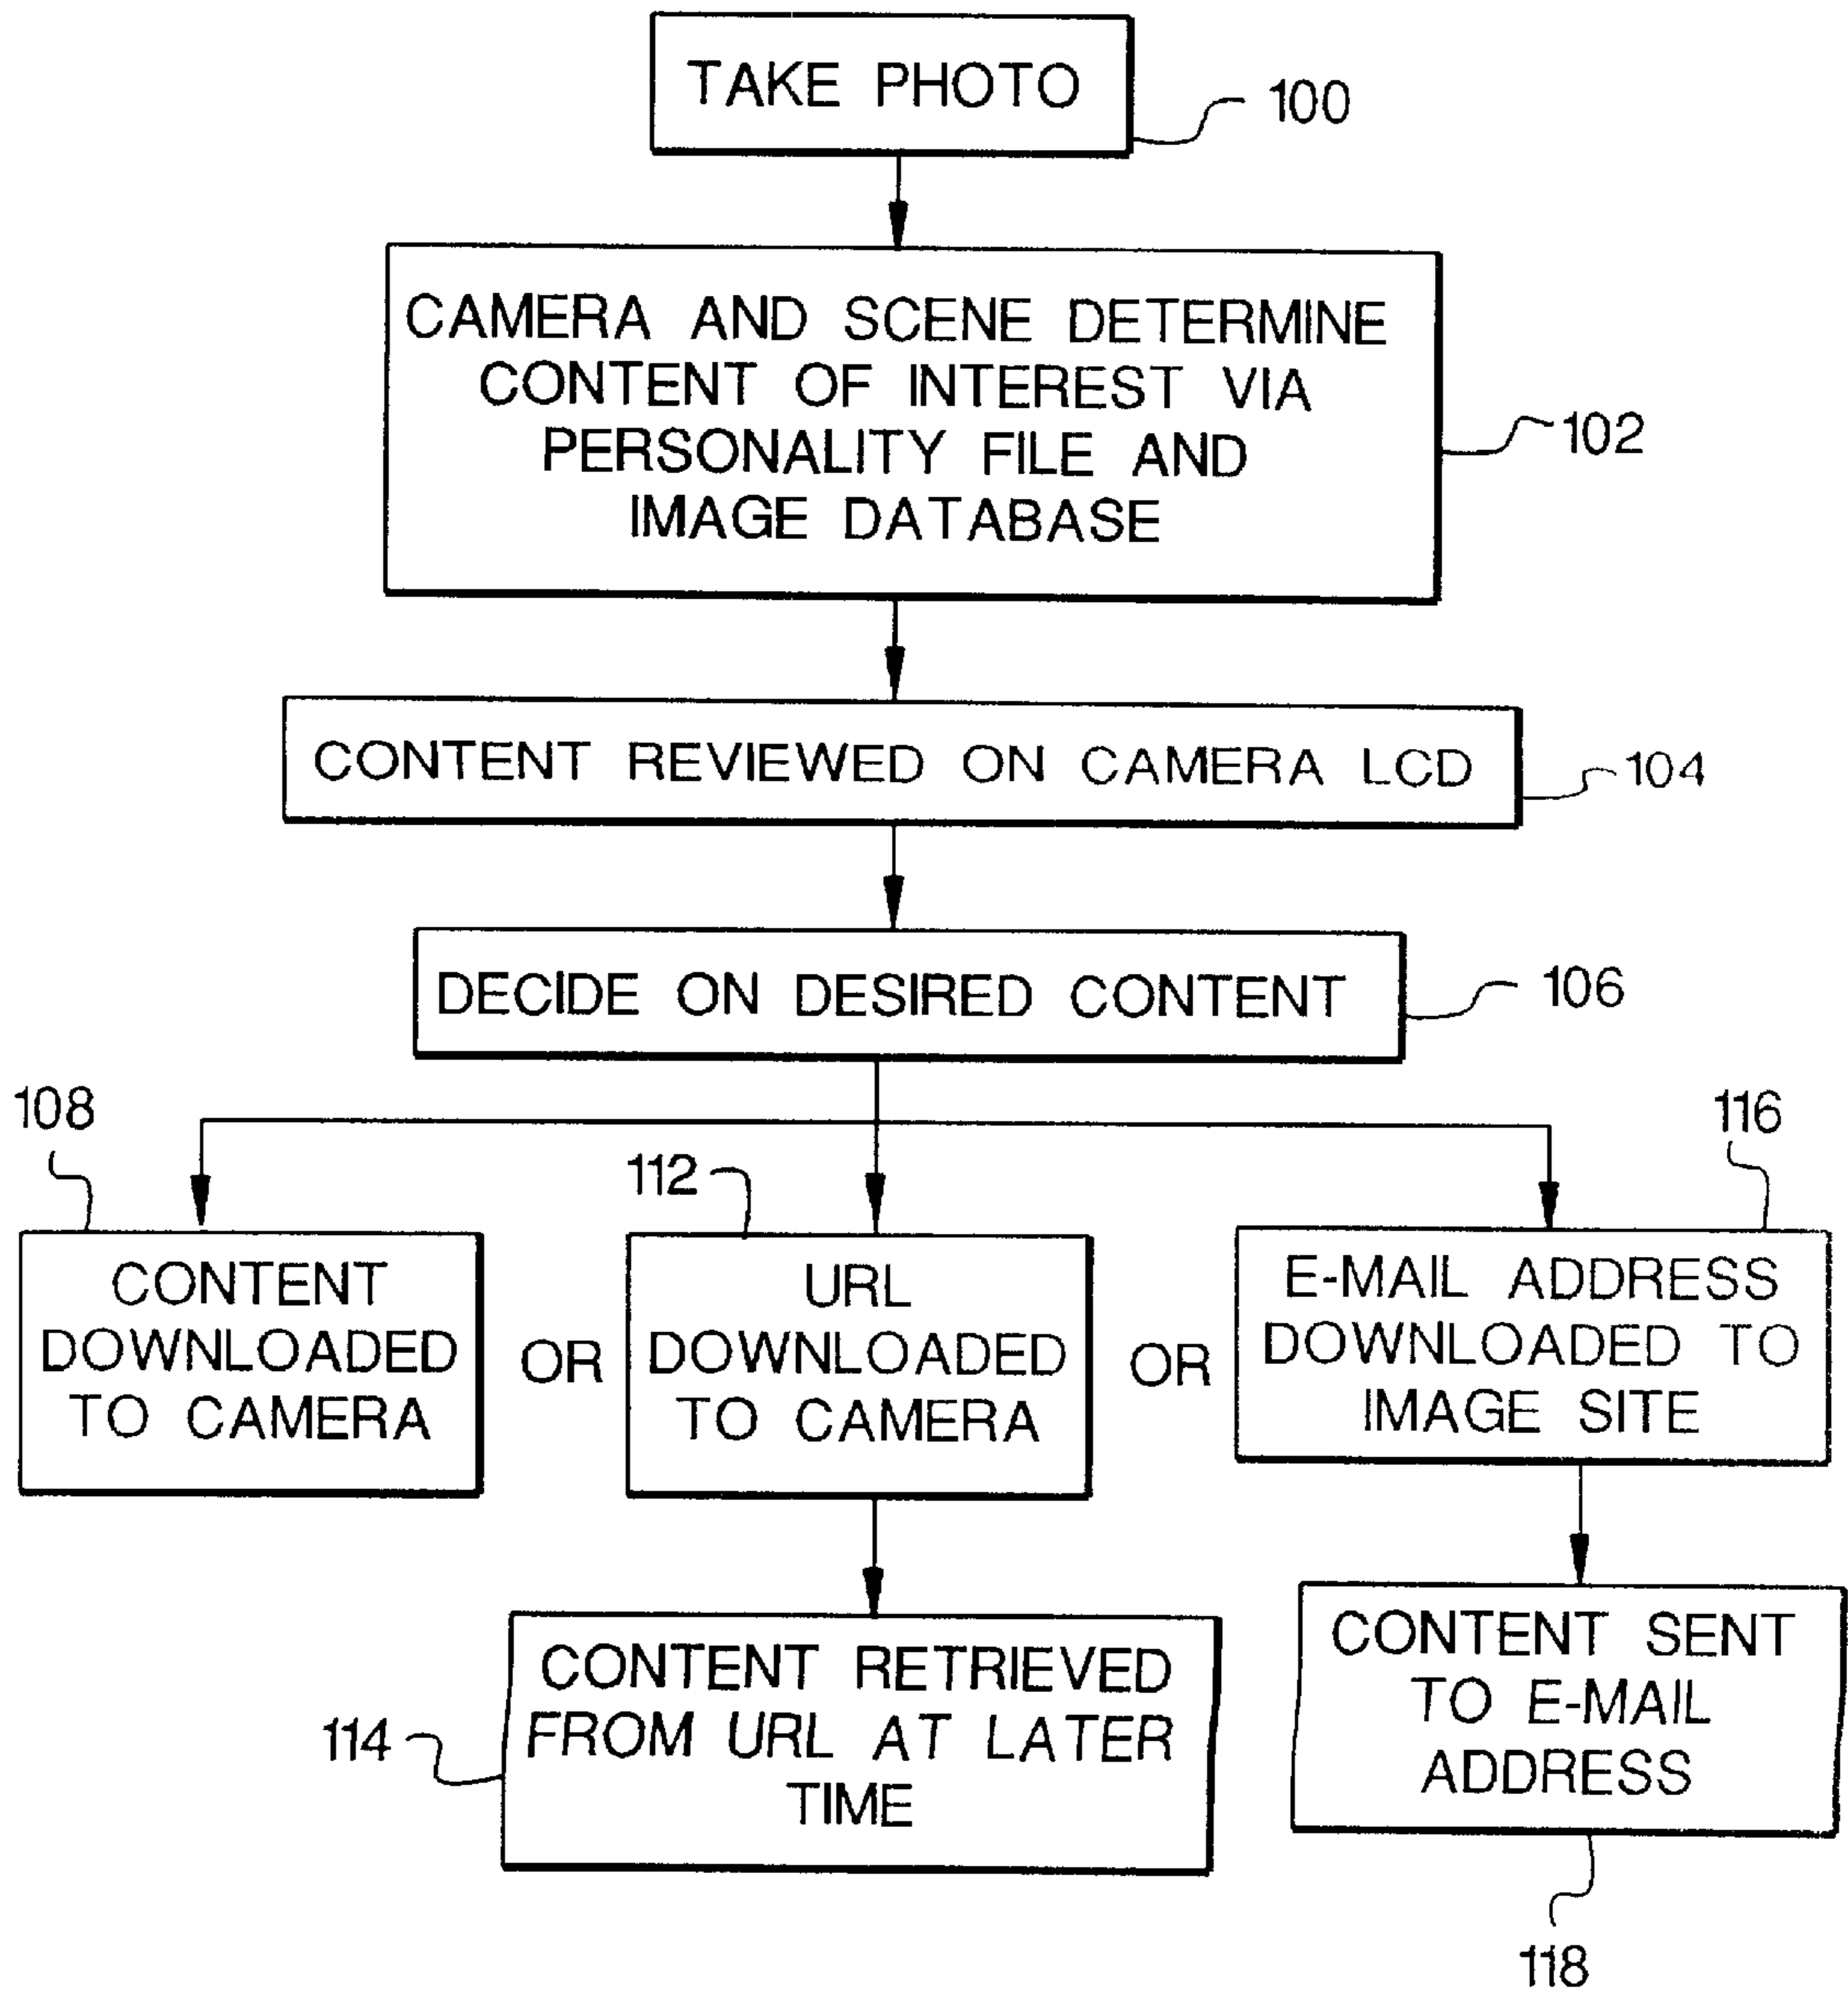 TAKE PHOTO
100
CAMERA AND SCENE DETERMINE
CONTENT OF INTEREST VIA
PERSONALITY FILE AND
IMAGE DATABASE
102
CONTENT REVIEWED ON CAMERA LCD
104
DECIDE ON DESIRED CONTENT
106
108
CONTENT
DOWNLOADED
TO CAMERA
OR
112
URL
DOWNLOADED
TO CAMERA
OR
116
E-MAIL ADDRESS
DOWNLOADED TO
IMAGE SITE
114
CONTENT RETRIEVED
FROM URL AT LATER
TIME
CONTENT SENT
TO E-MAIL
ADDRESS
118